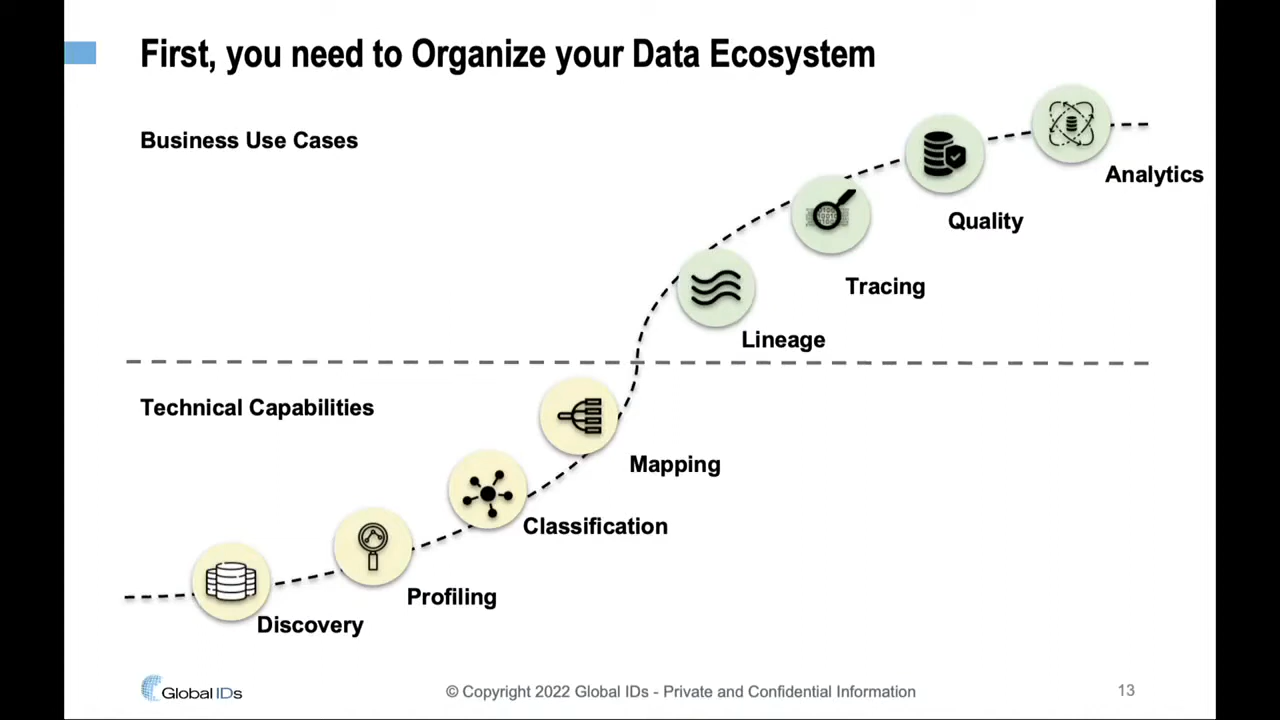 First, you need to Organize your Data Ecosystem
Business Use Cases
Analytics
Quality
Tracing
Lineage
Technical Capabilities
Mapping
Classification
Profiling
Discovery
Global IDs
© Copyright 2022 Global IDs - Private and Confidential Information
13